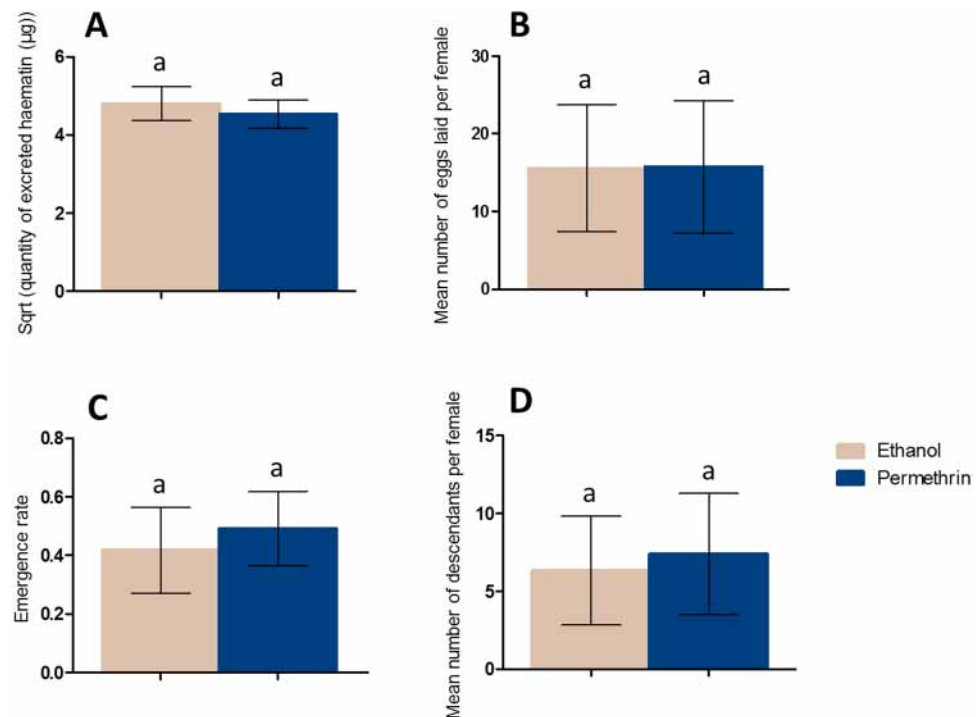 A
Sqrt (quantity of excreted haematin (µg))
6
4
2
0
a
a
B
Mean number of eggs laid per female
30
20
10
0
a
a
C
Emergence rate
0.8
0.6
0.4
0.2
0.0
a
a
D
Mean number of descendants per female
15
10
5
0
a
a
Ethanol
Permethrin